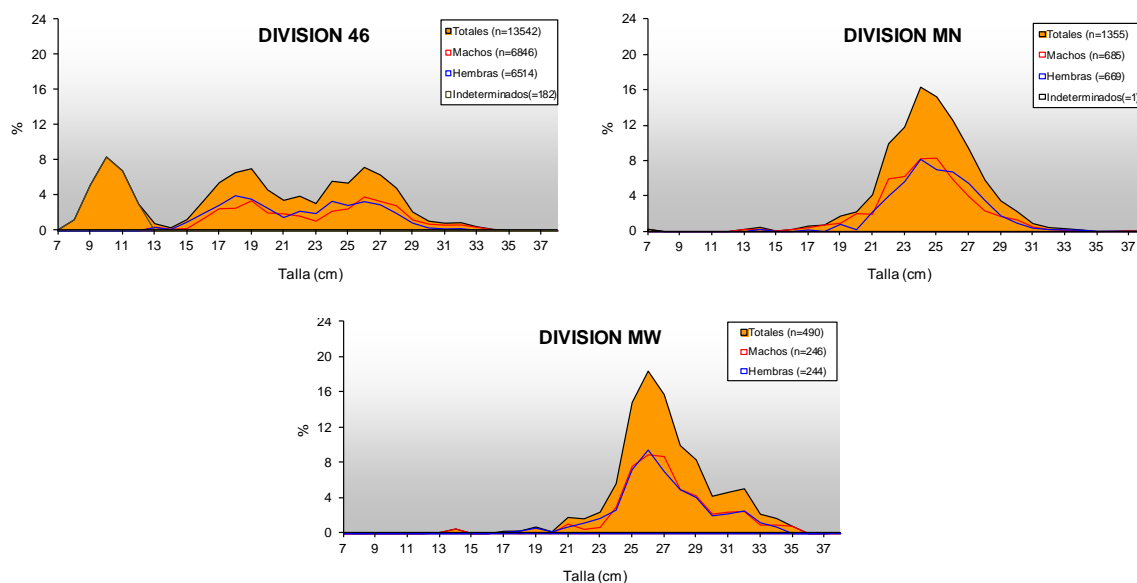 DIVISION 46
Totales (n=13542)
Machos (n=6846)
Hembras (=6514)
Indeterminados(=182)
%
24
20
16
12
8
4
0
7 9 11 13 15 17 19 21 23 25 27 29 31 33 35 37
Talla (cm)
DIVISION MN
Totales (n=1355)
Machos (n=685)
Hembras (=669)
Indeterminados(=1)
%
24
20
16
12
8
4
0
7 9 11 13 15 17 19 21 23 25 27 29 31 33 35 37
Talla (cm)
DIVISION MW
Totales (n=490)
Machos (n=246)
Hembras (=244)
%
24
20
16
12
8
4
0
7 9 11 13 15 17 19 21 23 25 27 29 31 33 35 37
Talla (cm)